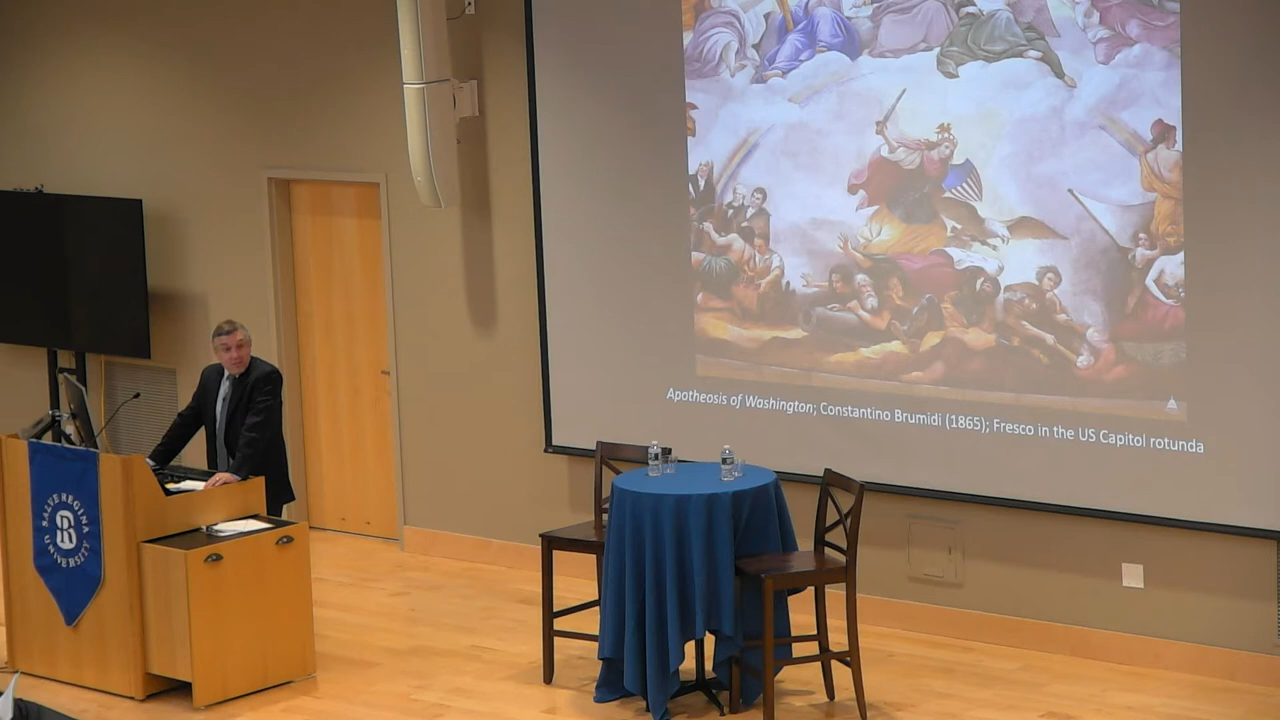 Apotheosis of Washington; Constantino Brumidi (1865); Fresco in the US Capitol rotunda
SALVE REGINA
R
UNIVERSITY